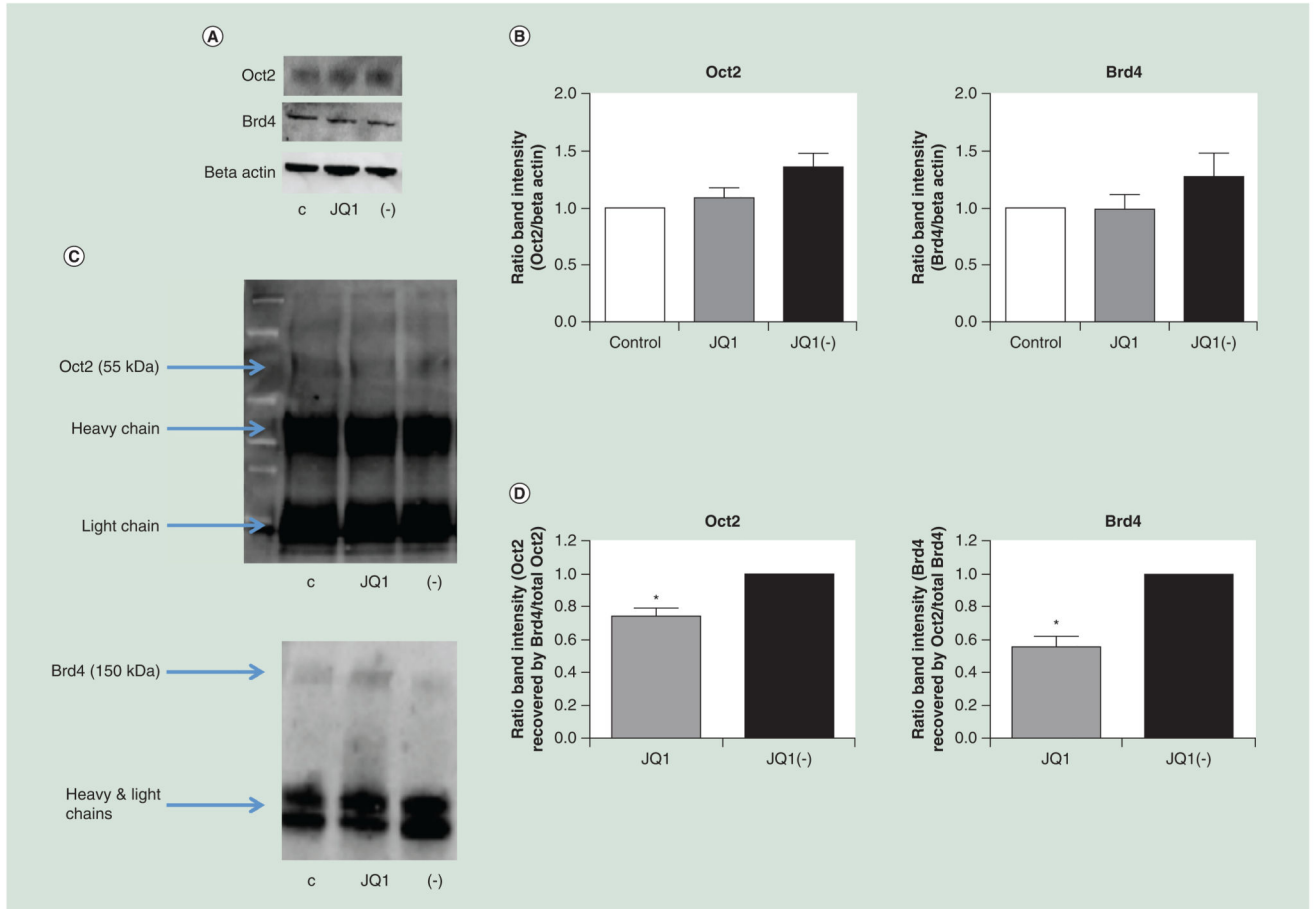 A
Oct2
Brd4
Beta actin
c JQ1 (-)
B
Oct2
Ratio band intensity
(Oct2/beta actin)
2.0
1.5
1.0
0.5
0.0
Control JQ1 JQ1(-)
Brd4
Ratio band intensity
(Brd4/beta actin)
2.0
1.5
1.0
0.5
0.0
Control JQ1 JQ1(-)
C
Oct2 (55 kDa)
Heavy chain
Light chain
c JQ1 (-)
Brd4 (150 kDa)
Heavy & light
chains
c JQ1 (-)
D
Oct2
Ratio band intensity (Oct2
recovered by Brd4/total Oct2)
1.2
1.0
0.8
0.6
0.4
0.2
0.0
*
JQ1 JQ1(-)
Brd4
Ratio band intensity (Brd4
recovered by Oct2/total Brd4)
1.2
1.0
0.8
0.6
0.4
0.2
0.0
*
JQ1 JQ1(-)